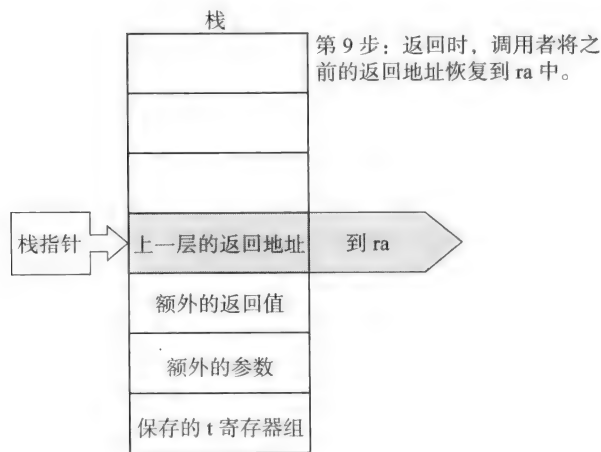 栈
第9步：返回时，调用者将之
前的返回地址恢复到 ra 中。
栈指针
上一层的返回地址
到 ra
额外的返回值
额外的参数
保存的 t 寄存器组